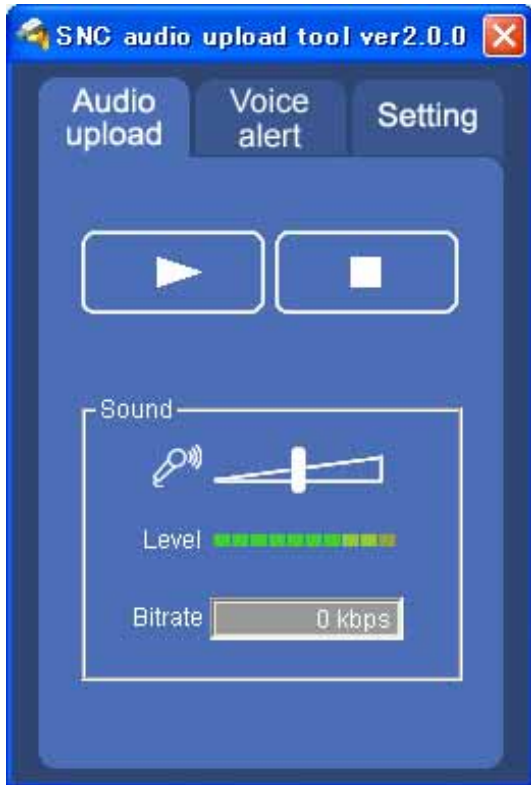 SNC audio upload tool ver2.0.0
Audio
upload
Voice
alert
Setting
Sound
Level
Bitrate
0 kbps